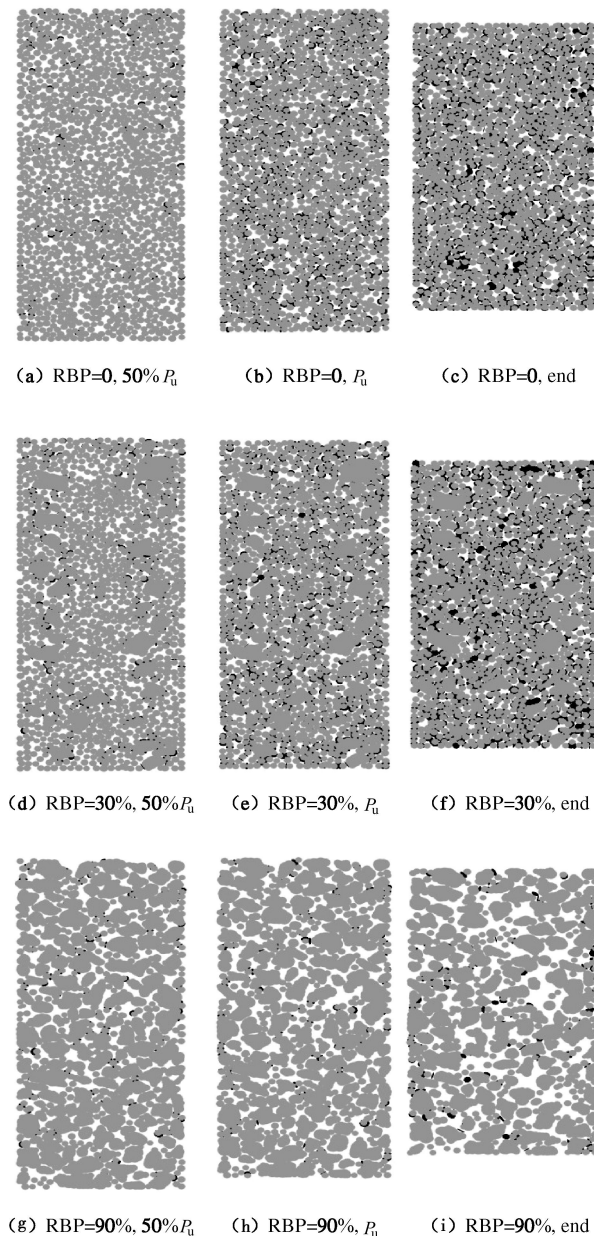 (a) RBP=0, 50% Pu
(b) RBP=0, Pu
(c) RBP=0, end
(d) RBP=30%, 50%Pu
(e) RBP=30%, Pu
(f) RBP=30%, end
(g) RBP=90%, 50%Pu
(h) RBP=90%, Pu
(i) RBP=90%, end